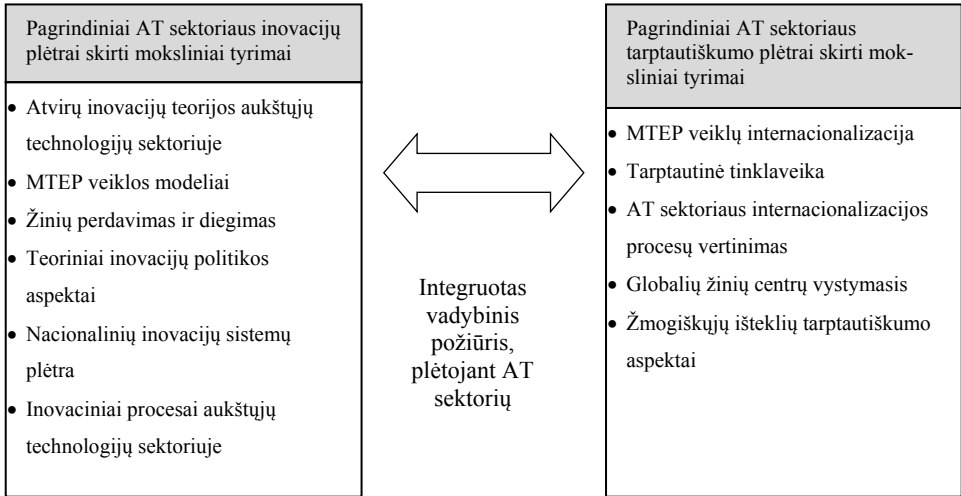 Pagrindiniai AT sektoriaus inovacijų
plėtrai skirti moksliniai tyrimai
• Atvirų inovacijų teorijos aukštųjų
technologijų sektoriuje
• MTEP veiklos modeliai
• Žinių perdavimas ir diegimas
• Teoriniai inovacijų politikos
aspektai
• Nacionalinių inovacijų sistemų
plėtra
• Inovaciniai procesai aukštųjų
technologijų sektoriuje
Integruotas
vadybinis
požiūris,
plėtojant AT
sektorių
Pagrindiniai AT sektoriaus
tarptautiškumo plėtrai skirti mok-
sliniai tyrimai
• MTEP veiklų internacionalizacija
• Tarptautinė tinklaveika
• AT sektoriaus internacionalizacijos
procesų vertinimas
• Globalių žinių centrų vystymasis
• Žmogiškųjų išteklių tarptautiškumo
aspektai